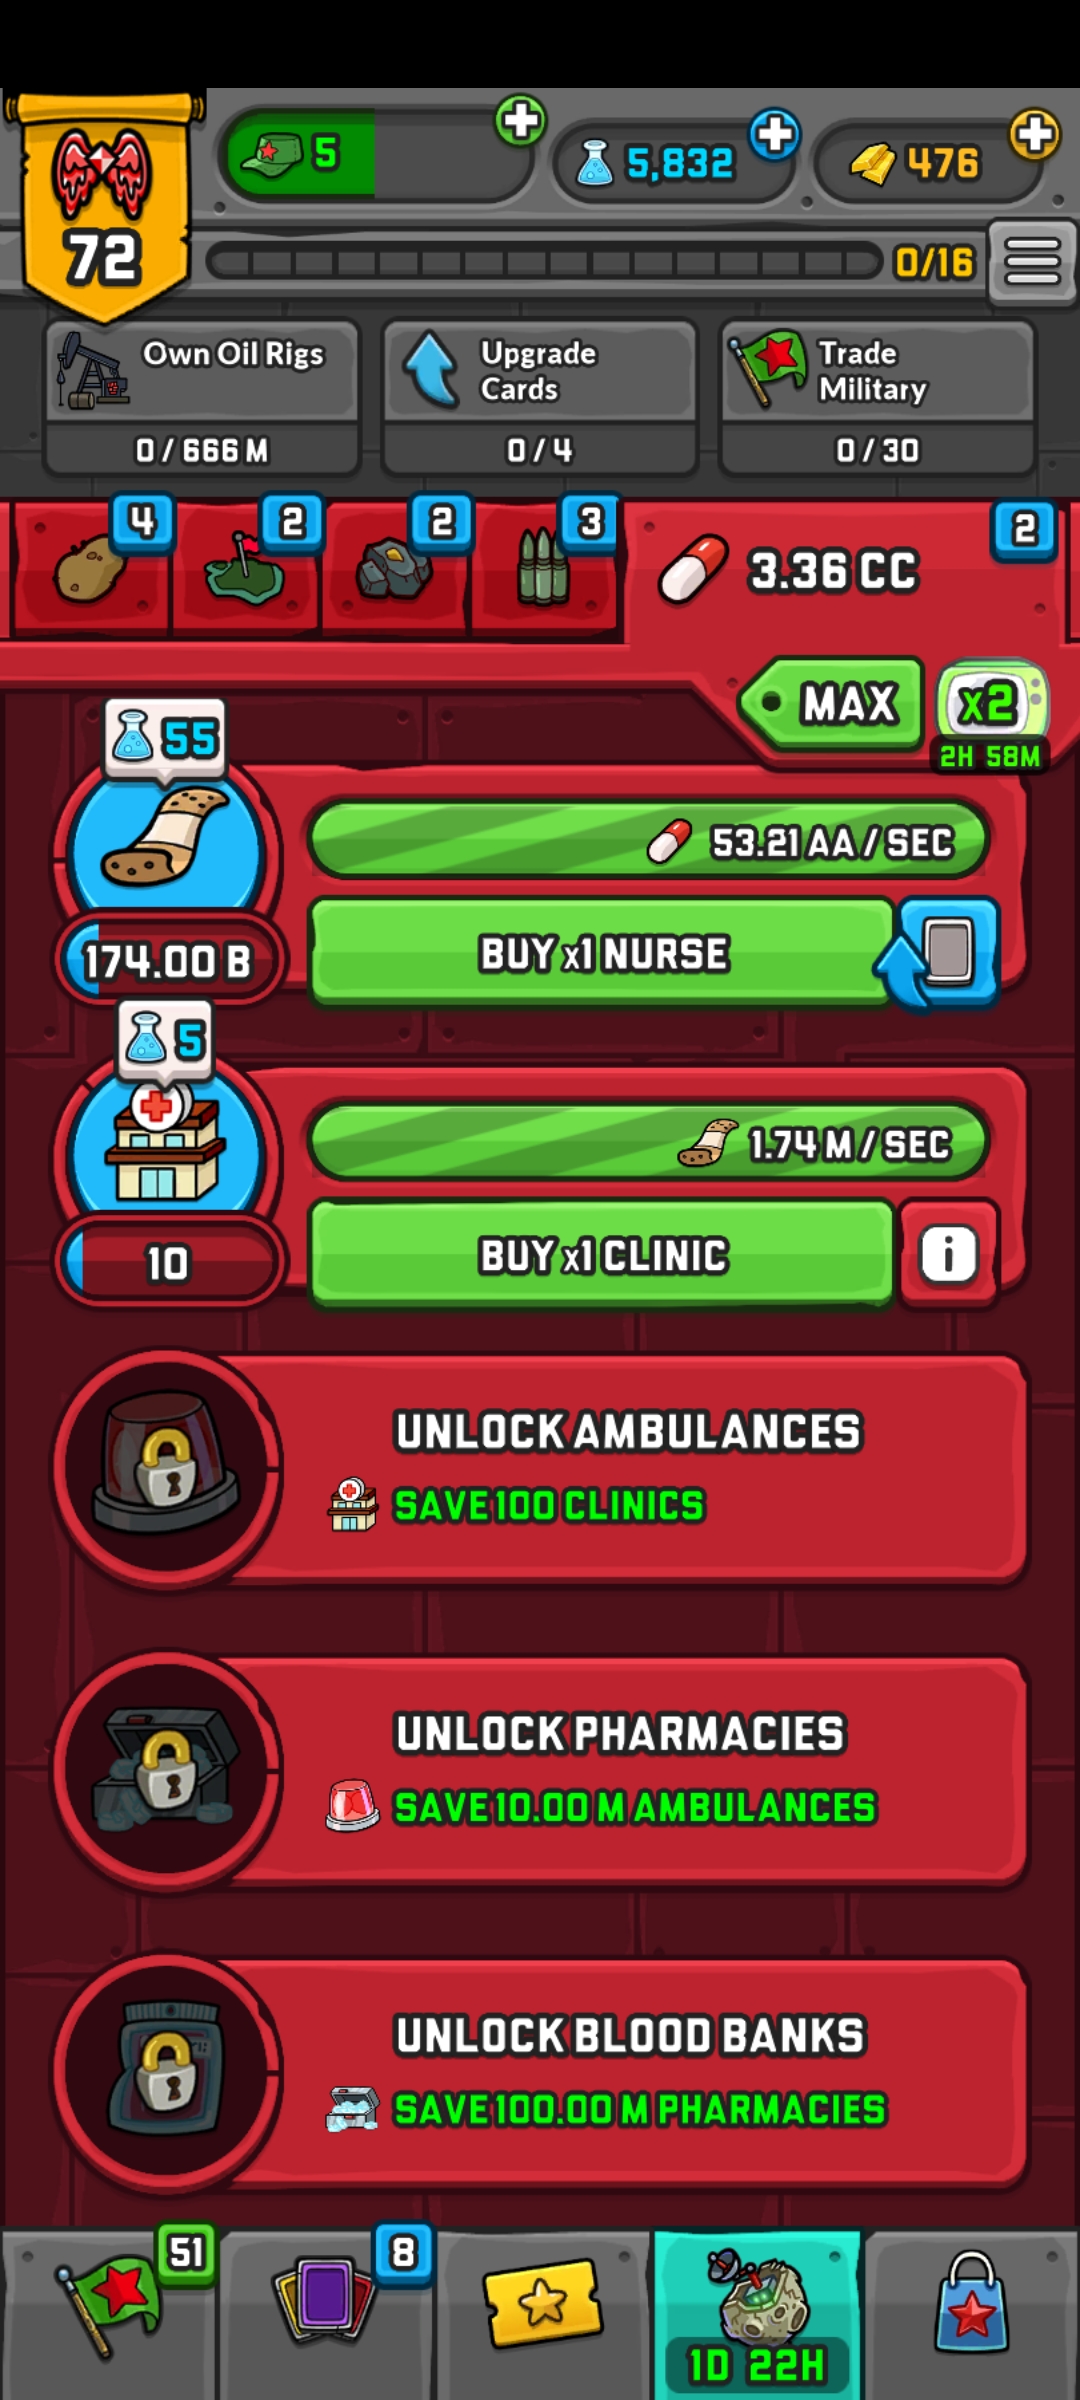 72
5
5,832
476
0/16
Own Oil Rigs
0 / 666 M
Upgrade
Cards
0 / 4
Trade
Military
0 / 30
4
2
2
3
3.36 CC
2
MAX
x2
2H 58M
55
53.21 AA / SEC
174.00 B
BUY x1 NURSE
5
1.74 M / SEC
10
BUY x1 CLINIC
i
UNLOCK AMBULANCES
SAVE 100 CLINICS
UNLOCK PHARMACIES
SAVE 10.00 M AMBULANCES
UNLOCK BLOOD BANKS
SAVE 100.00 M PHARMACIES
51
8
1D 22H